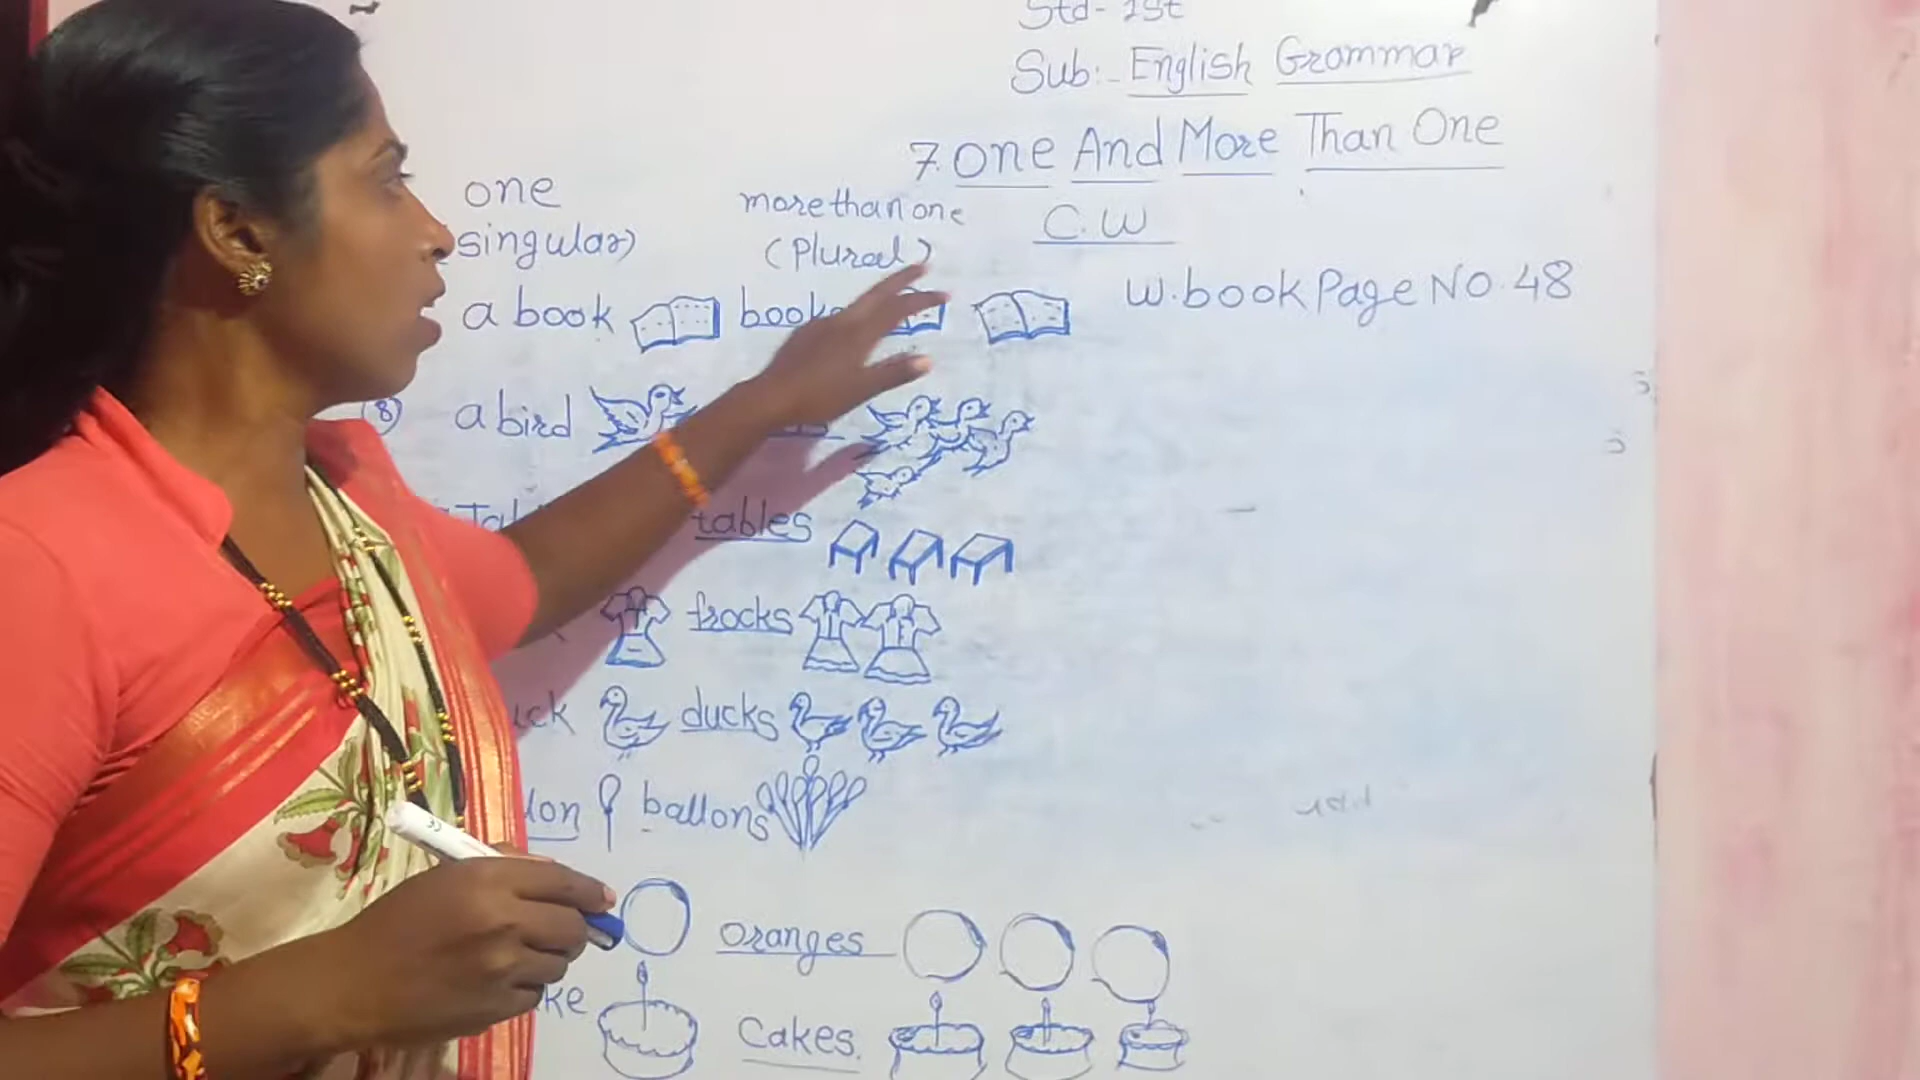 Std- 1st
Sub:- English Grammar
7. One And More Than One
one more than one C.W
singular) (Plural)
W.book Page No. 48
a book books
(8) a bird
tables
frocks
ducks
ballons
oranges
Cakes.